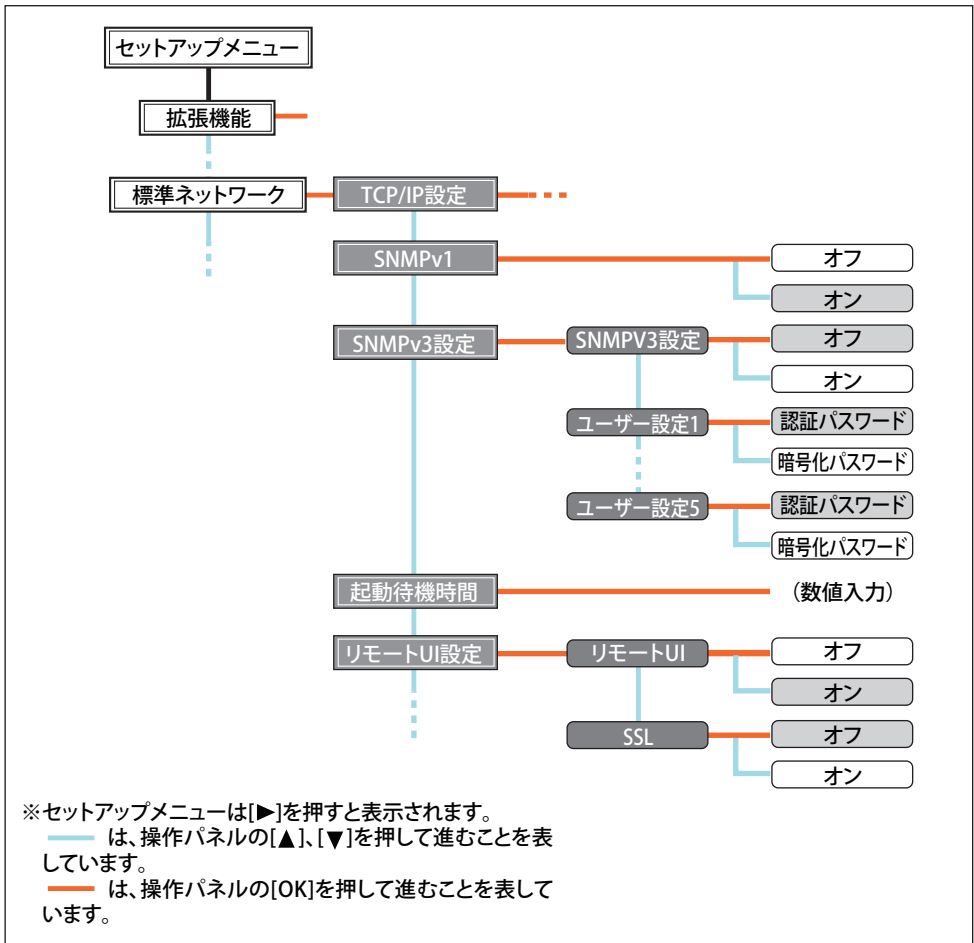 セットアップメニュー
拡張機能
標準ネットワーク
TCP/IP設定
SNMPv1
オフ
オン
SNMPv3設定
SNMPV3設定
オフ
オン
ユーザー設定1
認証パスワード
暗号化パスワード
ユーザー設定5
認証パスワード
暗号化パスワード
起動待機時間
（数値入力）
リモートUI設定
リモートUI
オフ
オン
SSL
オフ
オン
※セットアップメニューは[▶]を押すと表示されます。
は、操作パネルの[▲]、[▼]を押して進むことを表
しています。
は、操作パネルの[OK]を押して進むことを表して
います。